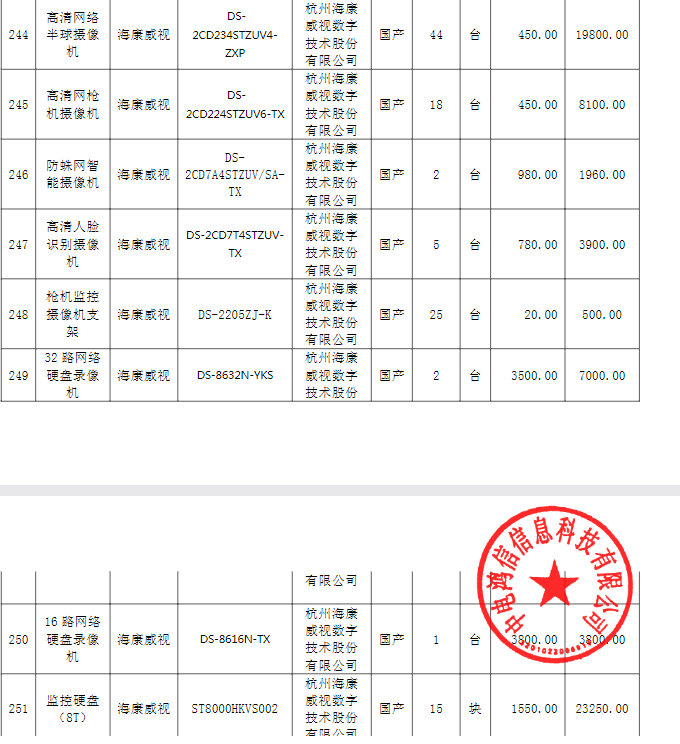 244 高清网络半球摄像机 海康威视 DS-2CD234STZUV4-ZXP 杭州海康威视数字技术股份有限公司 国产 44 台 450.00 19800.00
245 高清网枪机摄像机 海康威视 DS-2CD224STZUV6-TX 杭州海康威视数字技术股份有限公司 国产 18 台 450.00 8100.00
246 防蛛网智能摄像机 海康威视 DS-2CD7A4STZUV/SA-TX 杭州海康威视数字技术股份有限公司 国产 2 台 980.00 1960.00
247 高清人脸识别摄像机 海康威视 DS-2CD7T4STZUV-TX 杭州海康威视数字技术股份有限公司 国产 5 台 780.00 3900.00
248 枪机监控摄像机支架 海康威视 DS-2205ZJ-K 杭州海康威视数字技术股份有限公司 国产 25 台 20.00 500.00
249 32 路网络硬盘录像机 海康威视 DS-8632N-YKS 杭州海康威视数字技术股份 国产 2 台 3500.00 7000.00
有限公司
中电鸿信信息科技有限公司
250 16 路网络硬盘录像机 海康威视 DS-8616N-TX 杭州海康威视数字技术股份有限公司 国产 1 台 3800.00 3800.00
251 监控硬盘（8T） 海康威视 ST8000HKVS002 杭州海康威视数字技术股份有限公司 国产 15 块 1550.00 23250.00